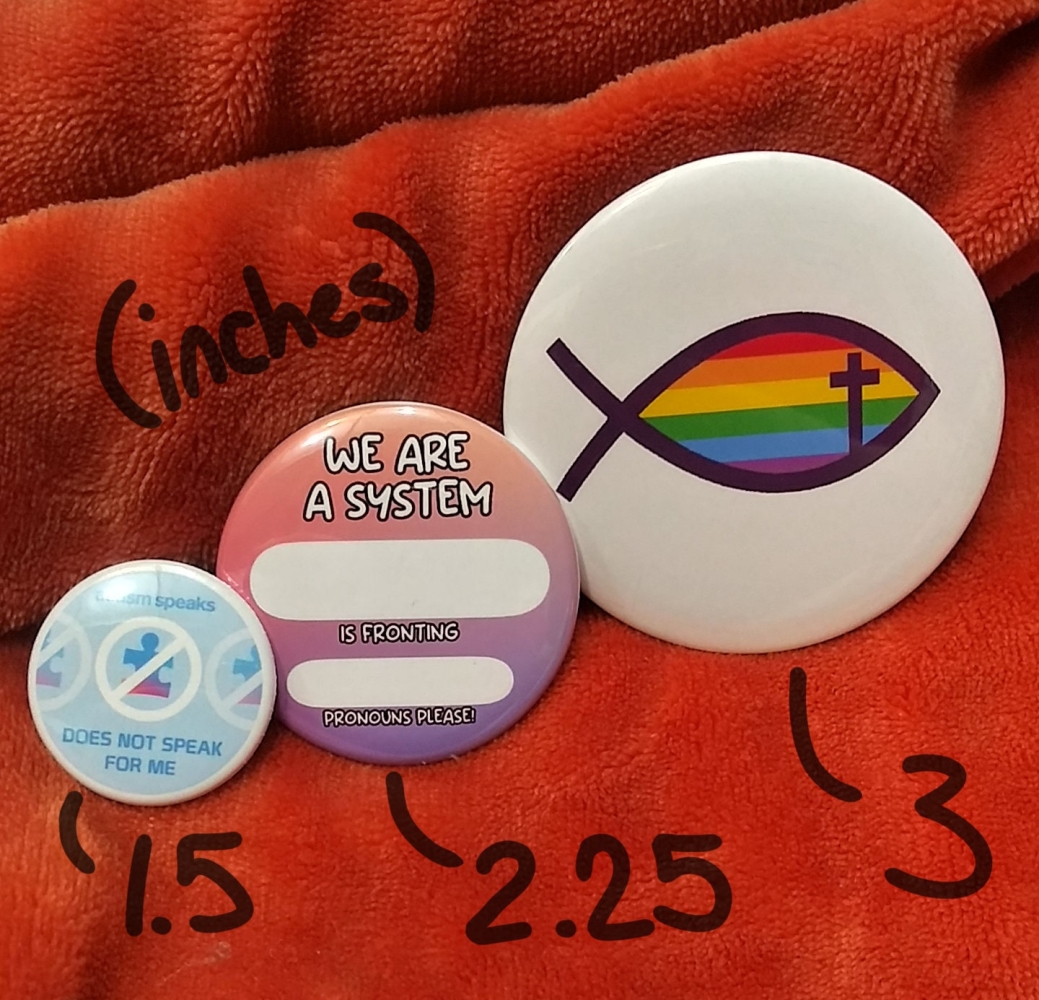 (inches)
WE ARE
A SYSTEM
IS FRONTING
PRONOUNS PLEASE!
speaks
DOES NOT SPEAK
FOR ME
1.5
2.25
3